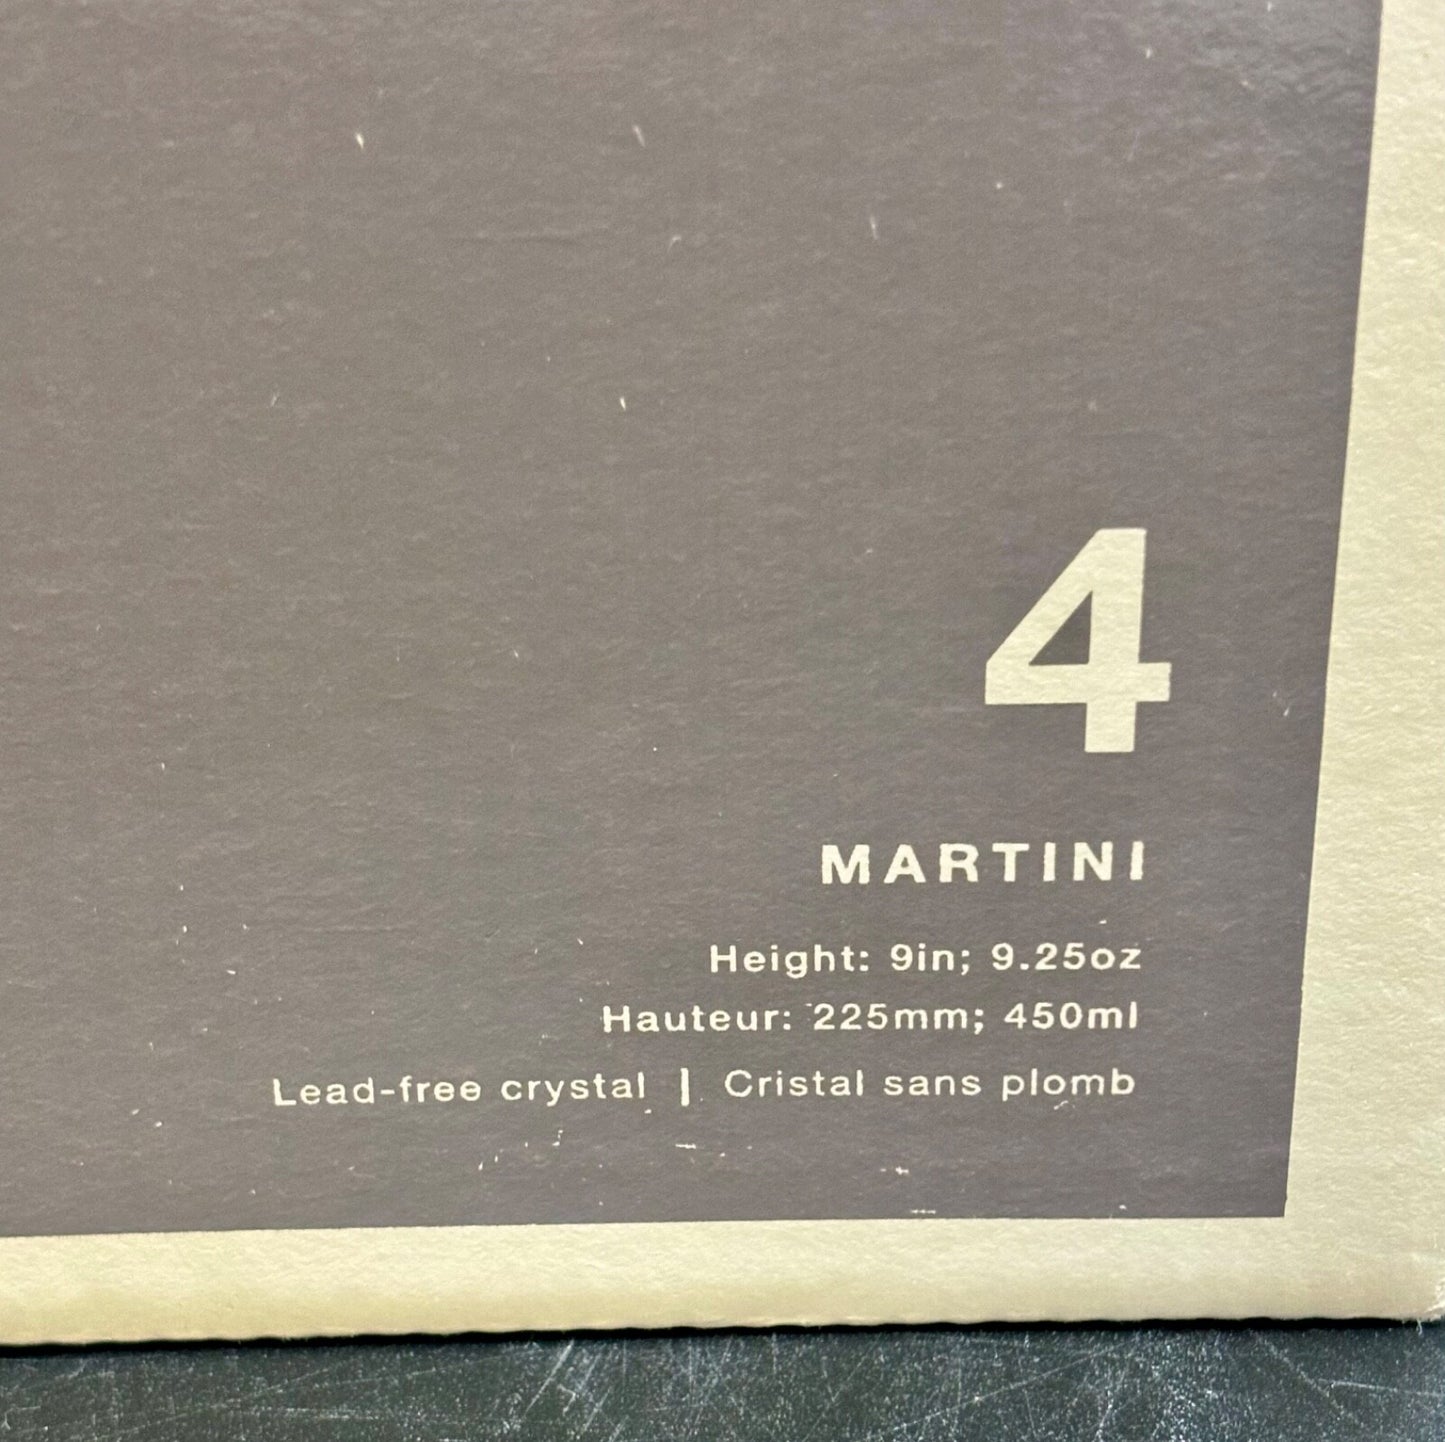 4
MARTINI
Height: 9in; 9.25oz
Hauteur: 225mm; 450ml
Lead-free crystal | Cristal sans plomb